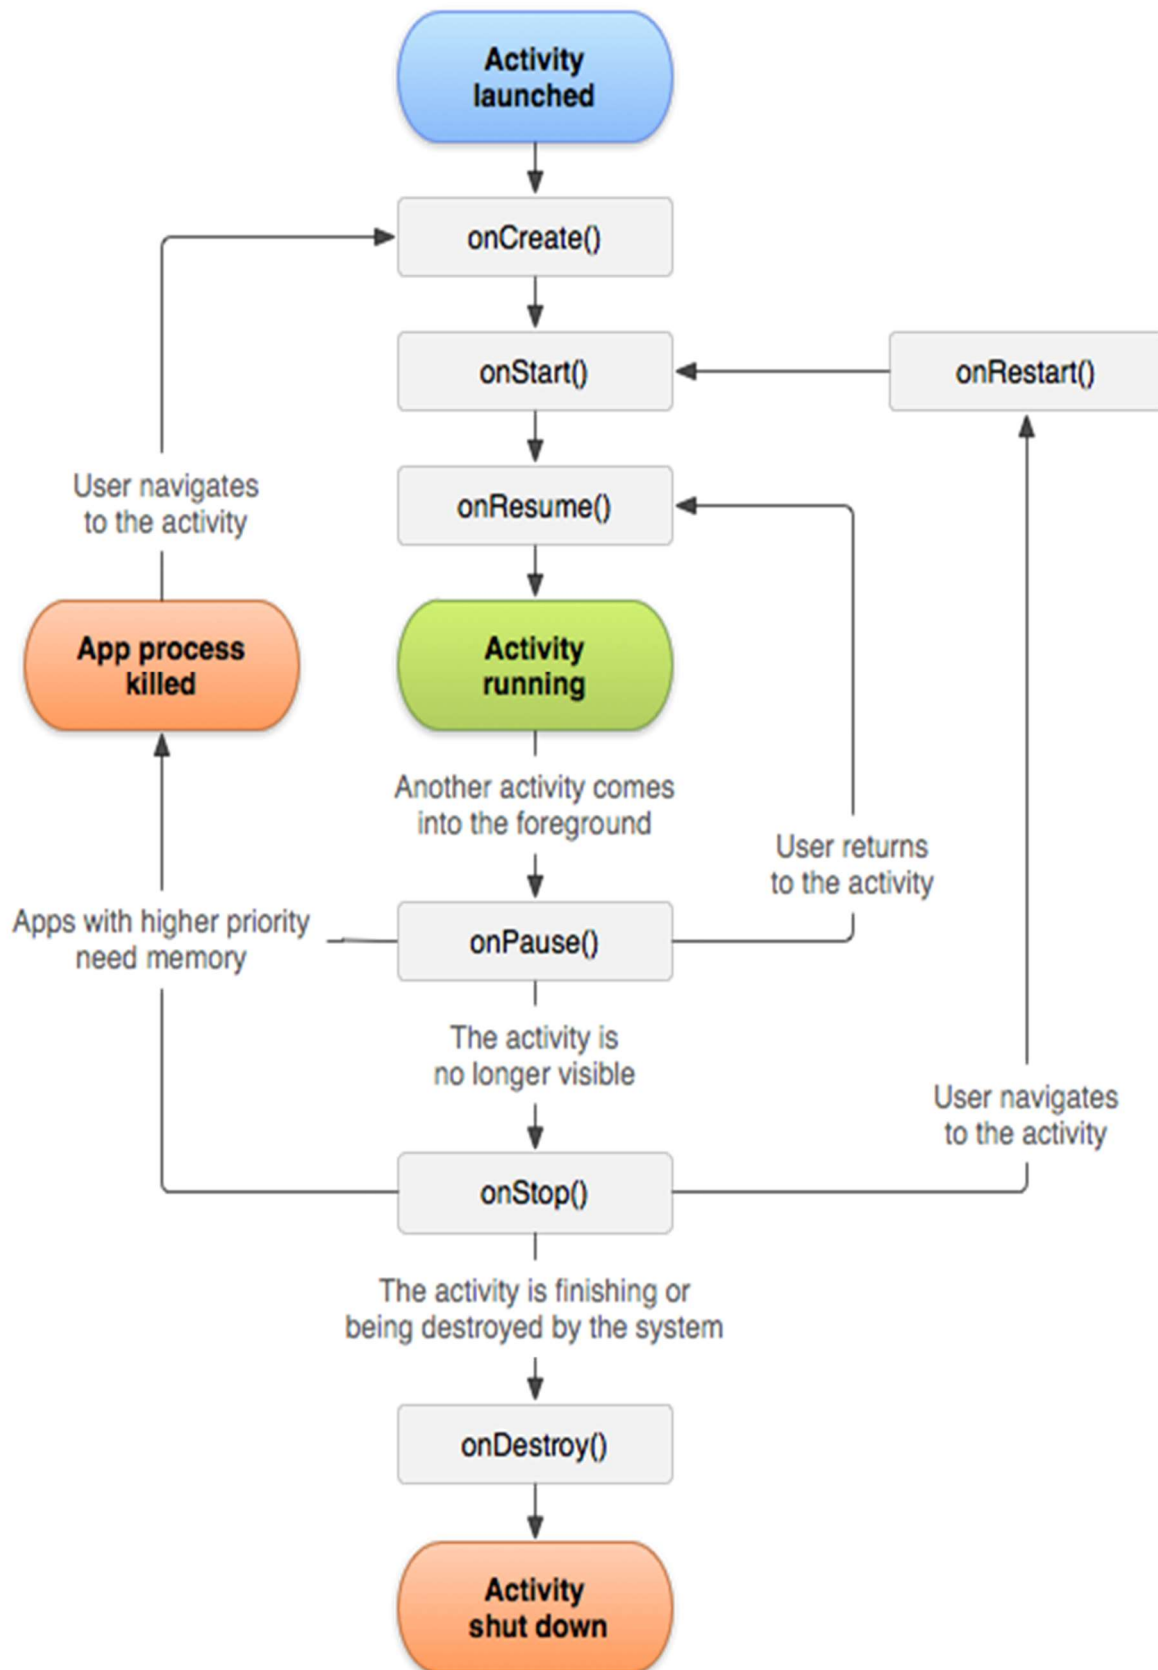 Activity
launched
onCreate()
onStart()
onRestart()
User navigates
to the activity
onResume()
App process
killed
Activity
running
Another activity comes
into the foreground
User returns
to the activity
Apps with higher priority
need memory
onPause()
The activity is
no longer visible
User navigates
to the activity
onStop()
The activity is finishing or
being destroyed by the system
onDestroy()
Activity
shut down